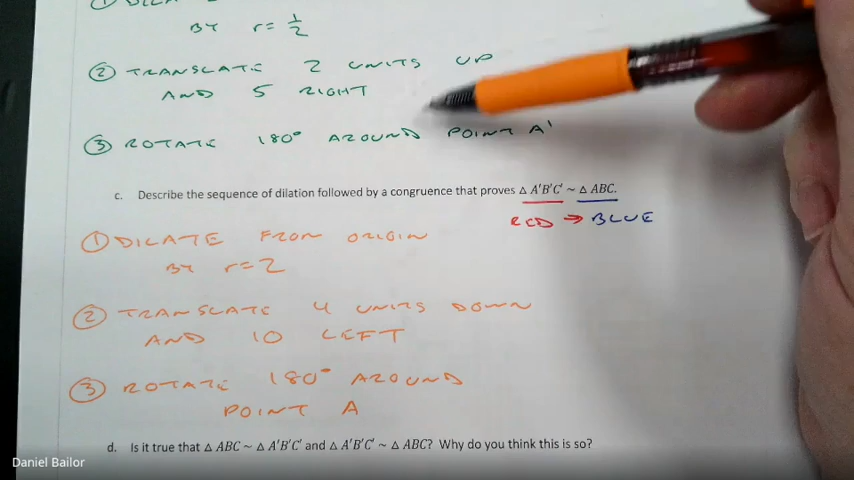 BY r = 1/2
② TRANSLATE 2 UNITS UP
AND 5 RIGHT
③ ROTATE 180° AROUND POINT A'
c. Describe the sequence of dilation followed by a congruence that proves △ A'B'C' ~ △ ABC.
RED → BLUE
① DILATE FROM ORIGIN
BY r = 2
② TRANSLATE 4 UNITS DOWN
AND 10 LEFT
③ ROTATE 180° AROUND
POINT A
d. Is it true that △ ABC ~ △ A'B'C' and △ A'B'C' ~ △ ABC? Why do you think this is so?
Daniel Bailor